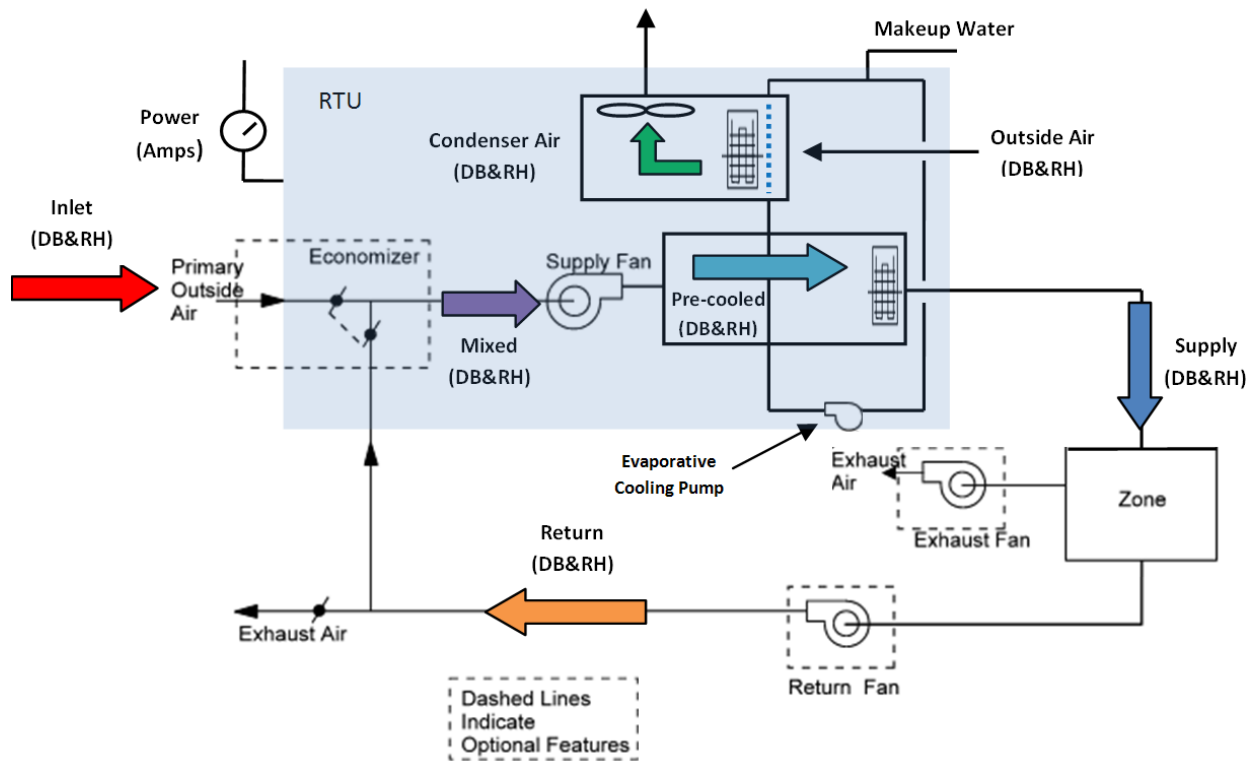 Makeup Water
RTU
Power
(Amps)
Condenser Air
(DB&RH)
Outside Air
(DB&RH)
Inlet
(DB&RH)
Primary
Outside
Air
Economizer
Supply Fan
Pre-cooled
(DB&RH)
Mixed
(DB&RH)
Supply
(DB&RH)
Evaporative
Cooling Pump
Exhaust
Air
Exhaust Fan
Zone
Return
(DB&RH)
Exhaust Air
Return Fan
Dashed Lines
Indicate
Optional Features